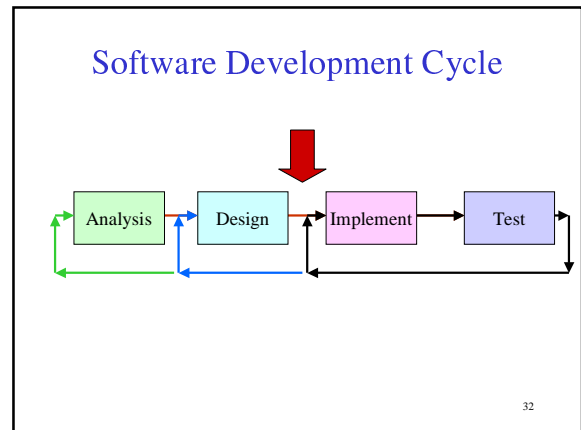 Software Development Cycle
Analysis
Design
Implement
Test
32